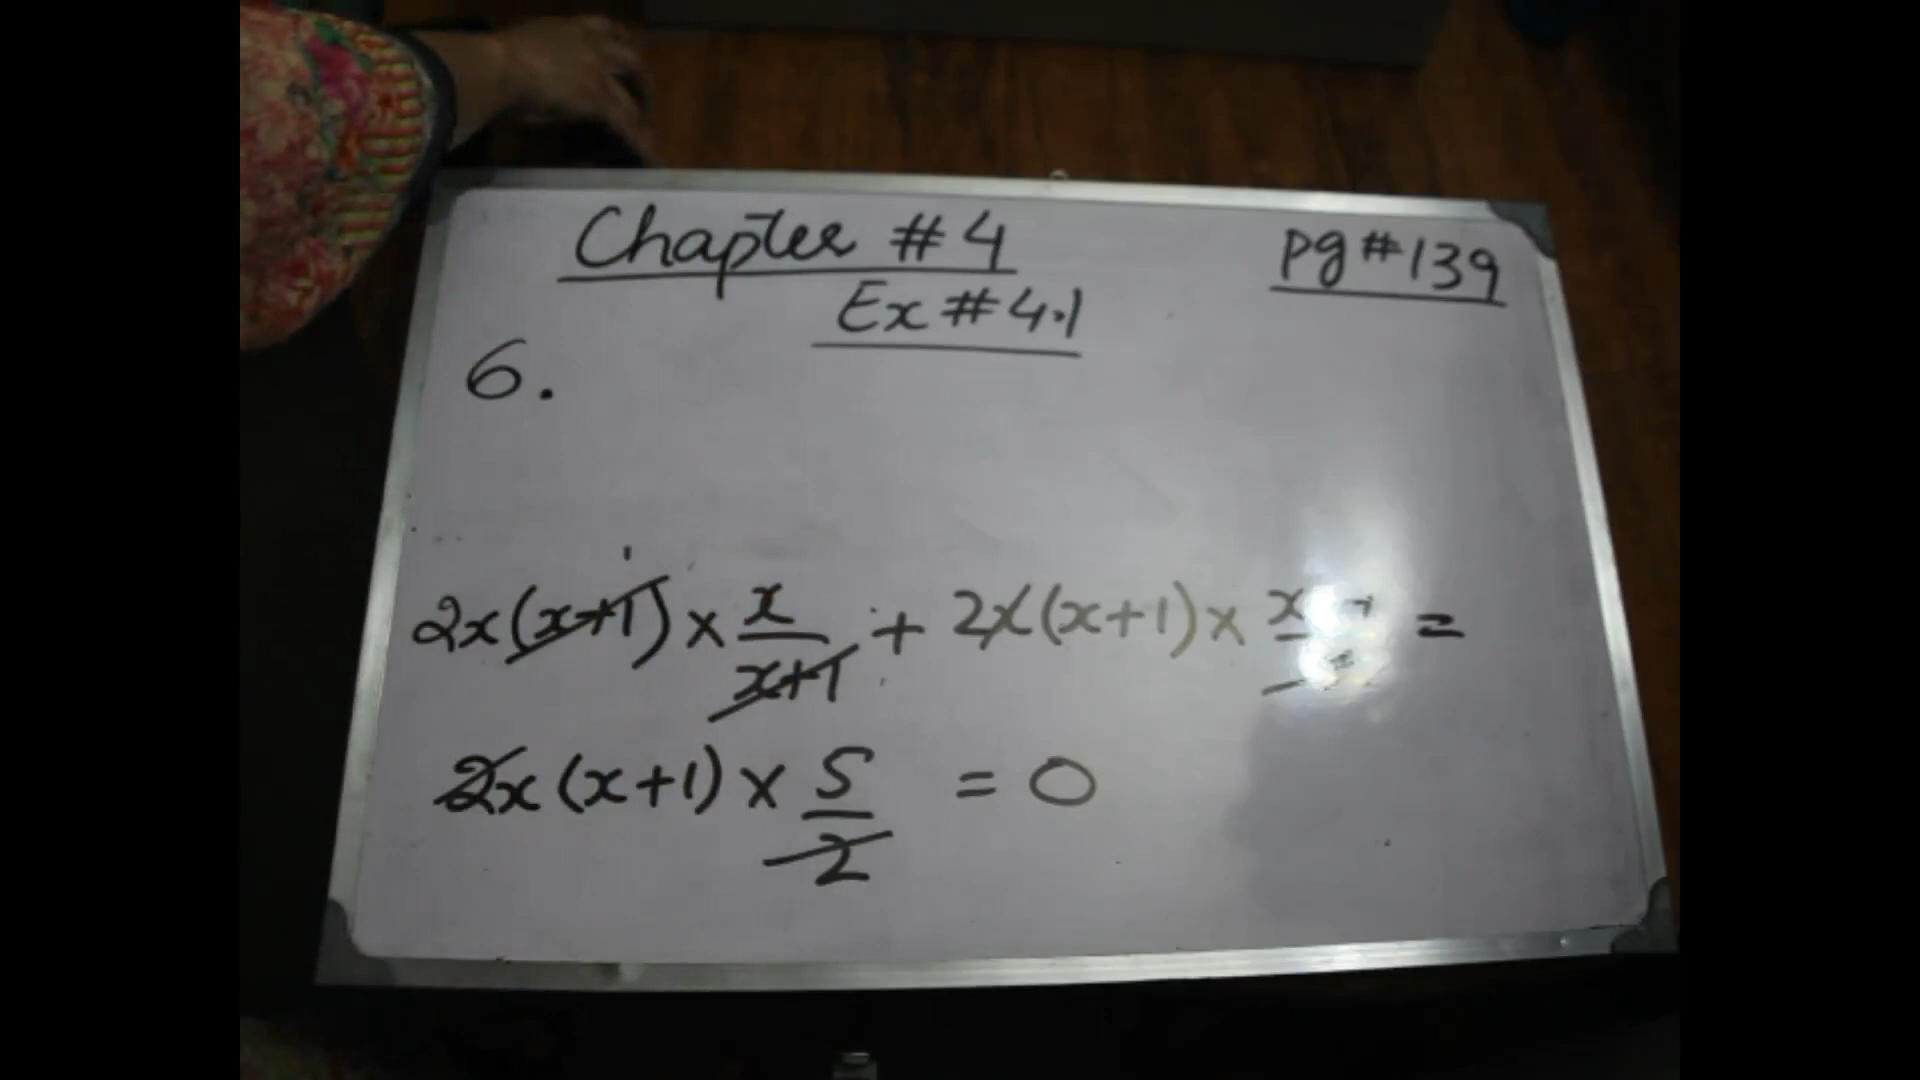 Chapter #4
pg #139
Ex #4.1
6.
2x(x+1) × x/x+1 + 2x(x+1) × x =
2x(x+1) × 5/2 = 0